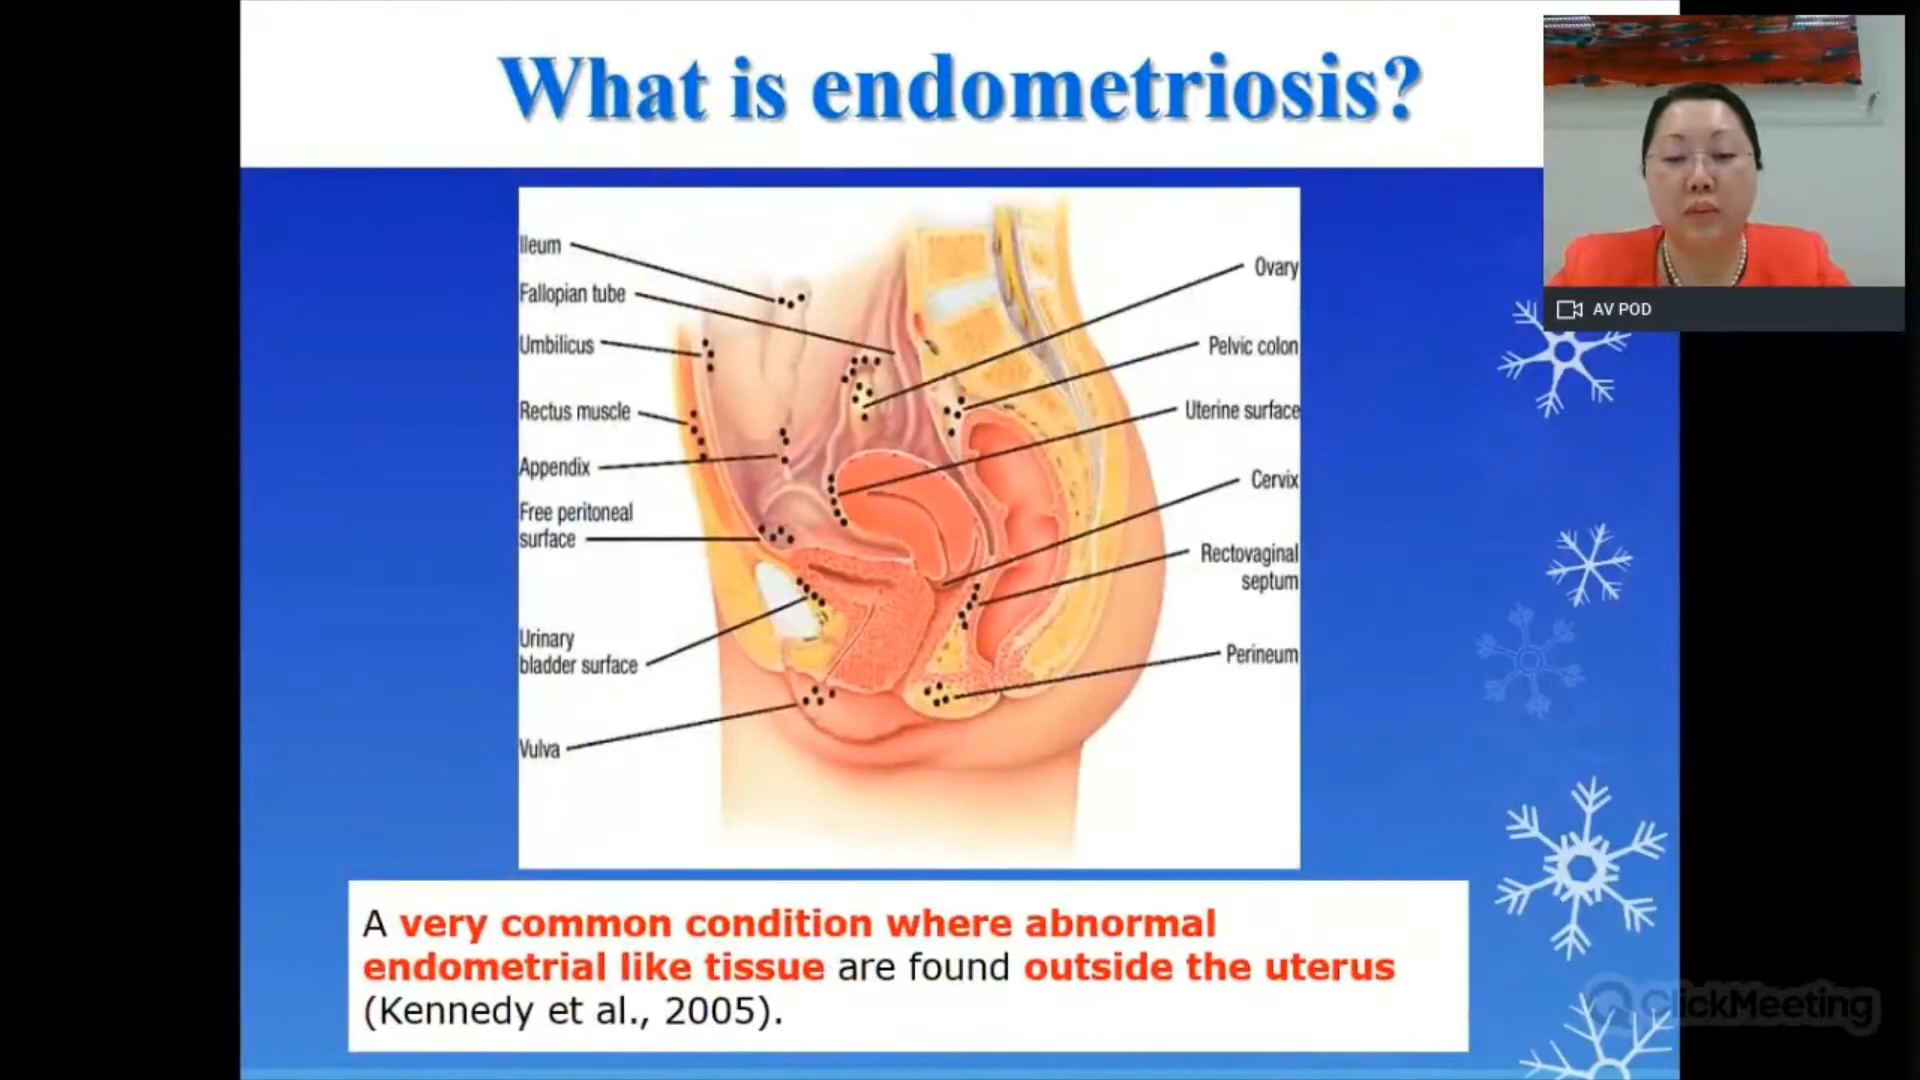 What is endometriosis?
AV POD
Ileum
Fallopian tube
Umbilicus
Rectus muscle
Appendix
Free peritoneal
surface
Urinary
bladder surface
Vulva
Ovary
Pelvic colon
Uterine surface
Cervix
Rectovaginal
septum
Perineum
A very common condition where abnormal
endometrial like tissue are found outside the uterus
(Kennedy et al., 2005).
ClickMeeting